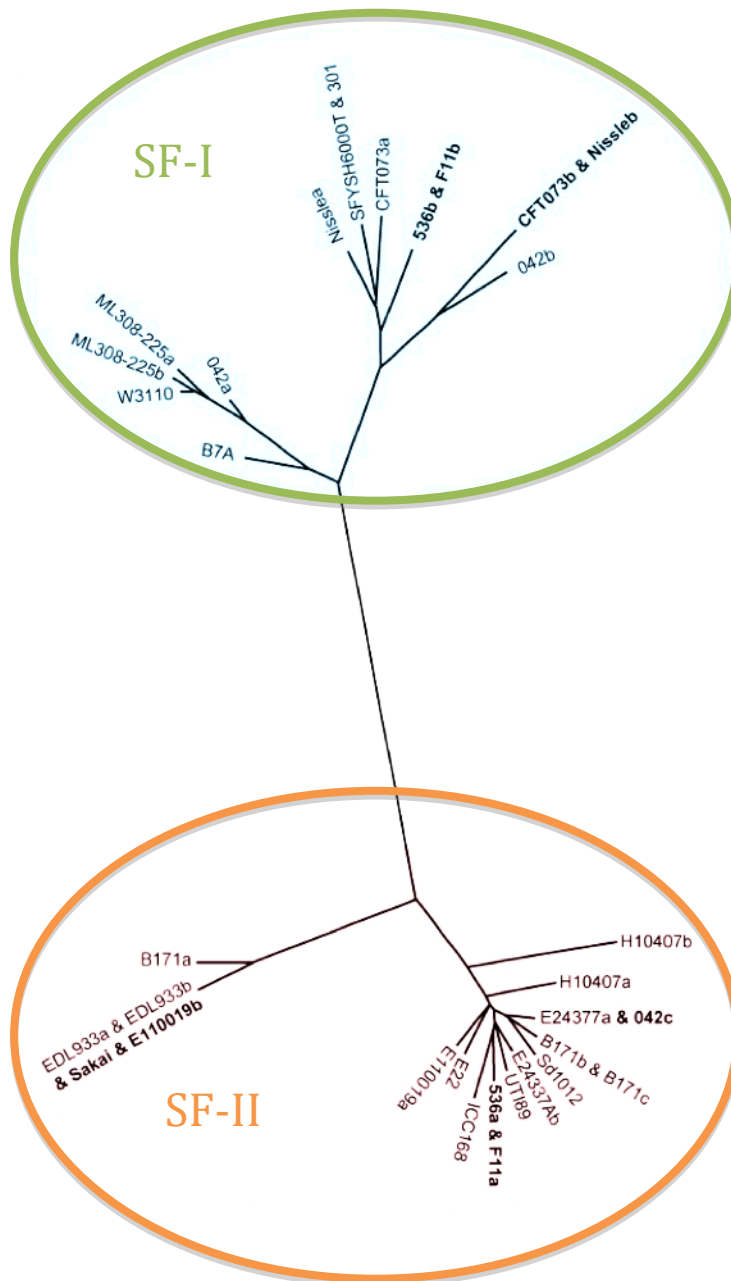 SF-I
Nisslea
SFYSH6000T & 301
CFT073a
536b & F11b
CFT073b & Nissleb
042b
ML308-225a
ML308-225b
W3110
042a
B7A
H10407b
B171a
H10407a
EDL933a & EDL933b
& Sakai & E110019b
E24377a & 042c
B171b & B171c
Sd1012
E24337Ab
UTI89
536a & F11a
ICC168
E22
E110019a
SF-II